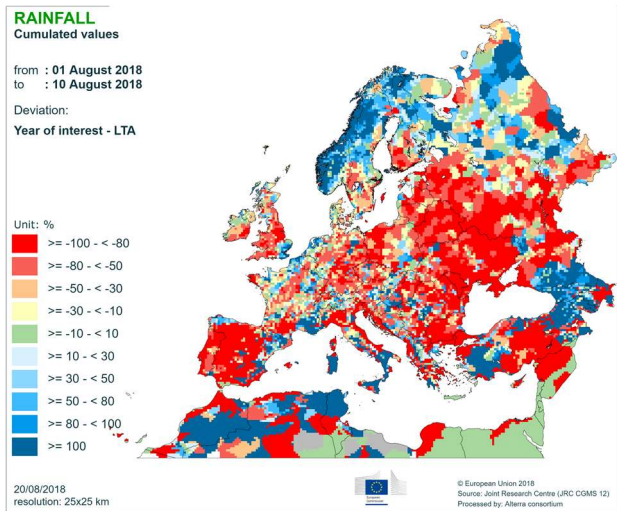 RAINFALL
Cumulated values
from : 01 August 2018
to : 10 August 2018
Deviation:
Year of interest - LTA
Unit: %
>= -100 - < -80
>= -80 - < -50
>= -50 - < -30
>= -30 - < -10
>= -10 - < 10
>= 10 - < 30
>= 30 - < 50
>= 50 - < 80
>= 80 - < 100
>= 100
20/08/2018
resolution: 25x25 km
European
Commission
© European Union 2018
Source: Joint Research Centre (JRC CGMS 12)
Processed by: Alterra consortium